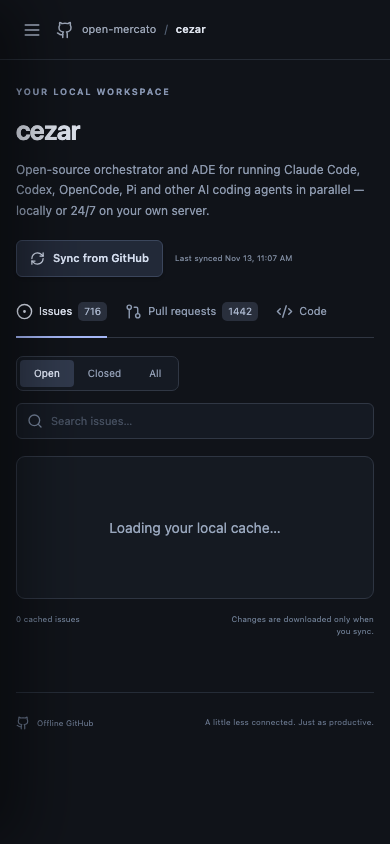 open-mercato / cezar
YOUR LOCAL WORKSPACE
cezar
Open-source orchestrator and ADE for running Claude Code,
Codex, OpenCode, Pi and other AI coding agents in parallel —
locally or 24/7 on your own server.
Sync from GitHub
Last synced Nov 13, 11:07 AM
Issues 716 Pull requests 1442 Code
Open Closed All
Search issues...
Loading your local cache...
0 cached issues
Changes are downloaded only when
you sync.
Offline GitHub
A little less connected. Just as productive.